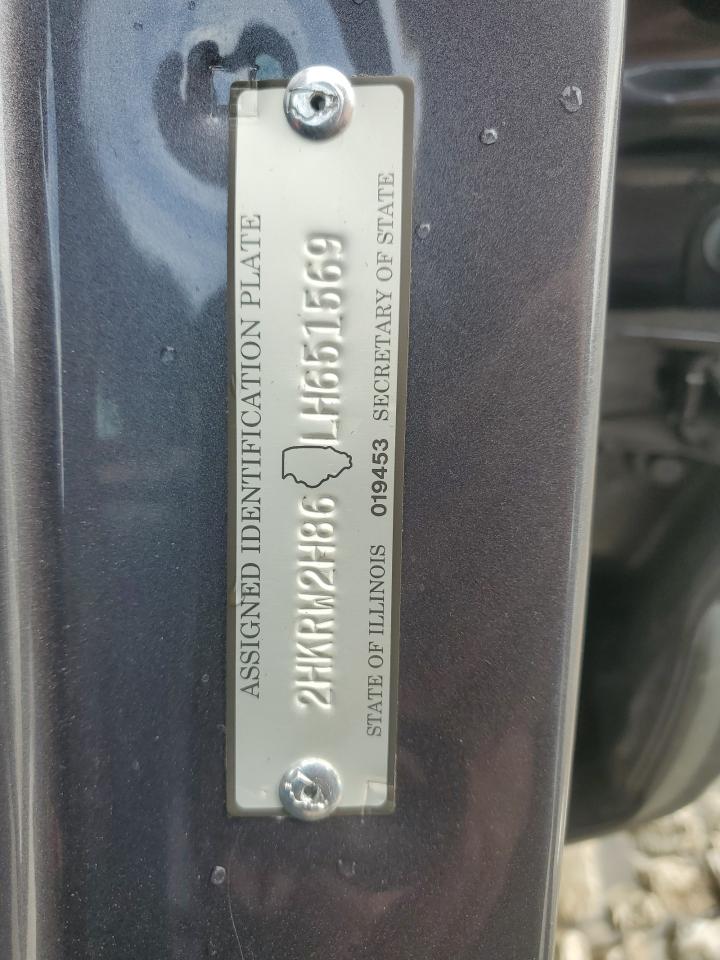 ASSIGNED IDENTIFICATION PLATE
2HKRW2H86 LH651569
STATE OF ILLINOIS 019453 SECRETARY OF STATE